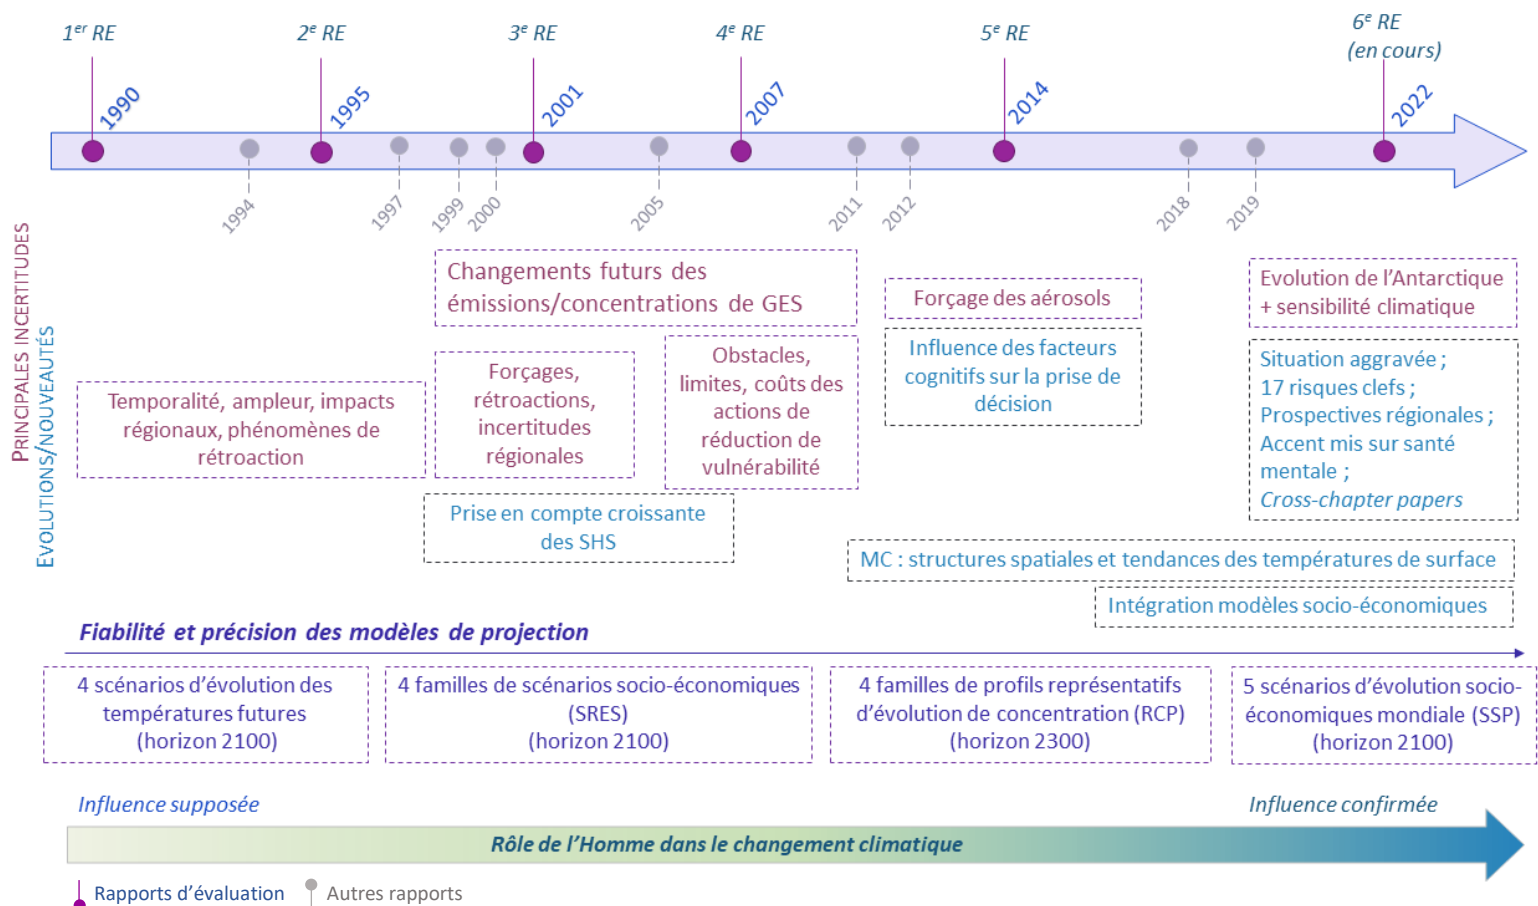 1er RE
2e RE
3e RE
4e RE
5e RE
6e RE
(en cours)
1990
1995
2001
2007
2014
2022
1994
1997
1999
2000
2005
2011
2012
2018
2019
PRINCIPALES INCERTITUDES
EVOLUTIONS/NOUVEAUTÉS
Changements futurs des
émissions/concentrations de GES
Forçage des aérosols
Evolution de l'Antarctique
+ sensibilité climatique
Temporalité, ampleur, impacts
régionaux, phénomènes de
rétroaction
Forçages,
rétroactions,
incertitudes
régionales
Obstacles,
limites, coûts des
actions de
réduction de
vulnérabilité
Influence des facteurs
cognitifs sur la prise de
décision
Situation aggravée ;
17 risques clefs ;
Prospectives régionales ;
Accent mis sur santé
mentale ;
Cross-chapter papers
Prise en compte croissante
des SHS
MC : structures spatiales et tendances des températures de surface
Intégration modèles socio-économiques
Fiabilité et précision des modèles de projection
4 scénarios d'évolution des
températures futures
(horizon 2100)
4 familles de scénarios socio-économiques
(SRES)
(horizon 2100)
4 familles de profils représentatifs
d'évolution de concentration (RCP)
(horizon 2300)
5 scénarios d'évolution socio-
économiques mondiale (SSP)
(horizon 2100)
Influence supposée
Influence confirmée
Rôle de l'Homme dans le changement climatique
Rapports d'évaluation
Autres rapports